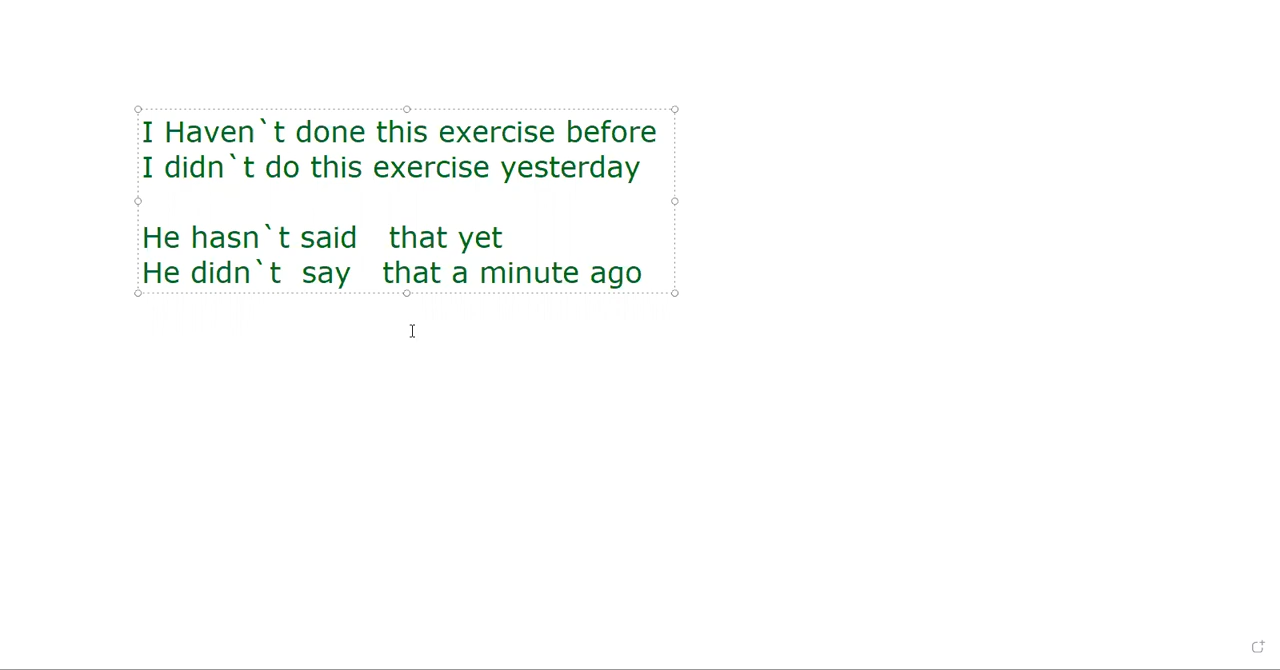 I Haven`t done this exercise before
I didn`t do this exercise yesterday
He hasn`t said   that yet
He didn`t  say   that a minute ago